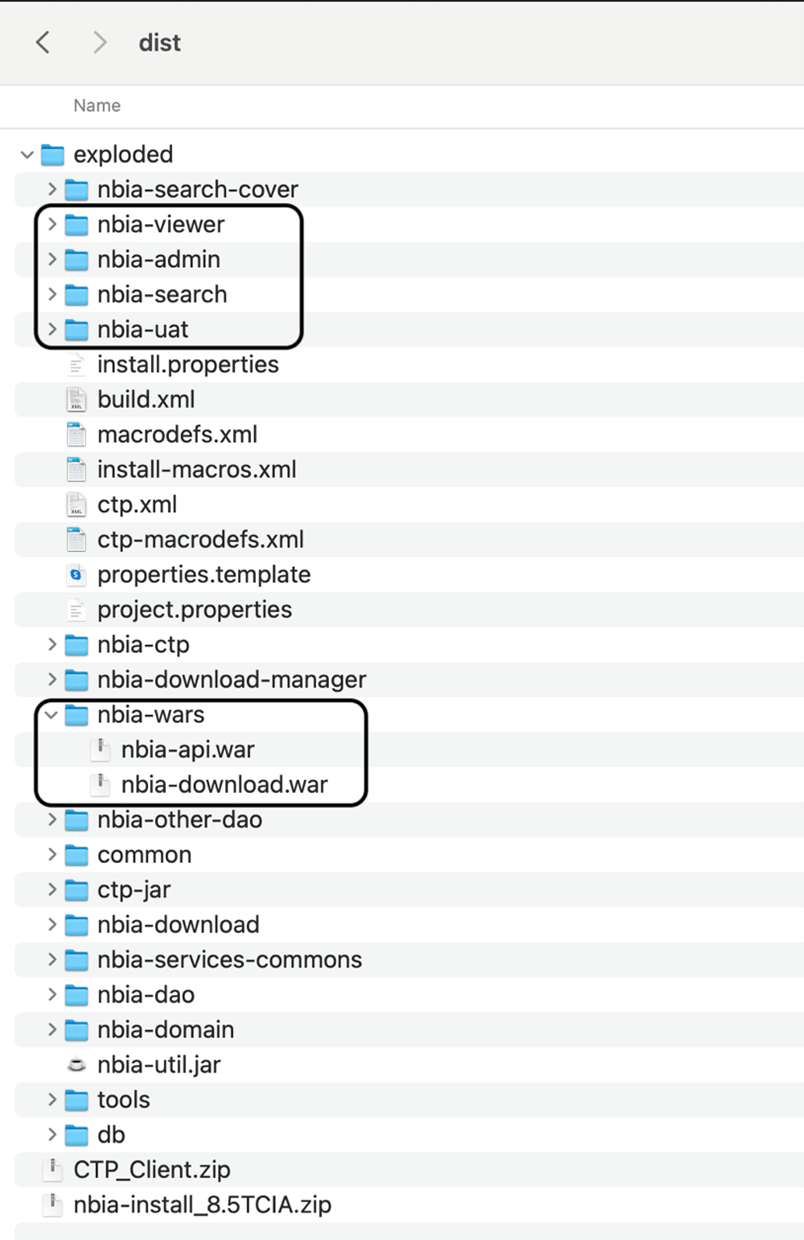 dist
Name
exploded
nbia-search-cover
nbia-viewer
nbia-admin
nbia-search
nbia-uat
install.properties
build.xml
macrodefs.xml
install-macros.xml
ctp.xml
ctp-macrodefs.xml
properties.template
project.properties
nbia-ctp
nbia-download-manager
nbia-wars
nbia-api.war
nbia-download.war
nbia-other-dao
common
ctp-jar
nbia-download
nbia-services-commons
nbia-dao
nbia-domain
nbia-util.jar
tools
db
CTP_Client.zip
nbia-install_8.5TCIA.zip